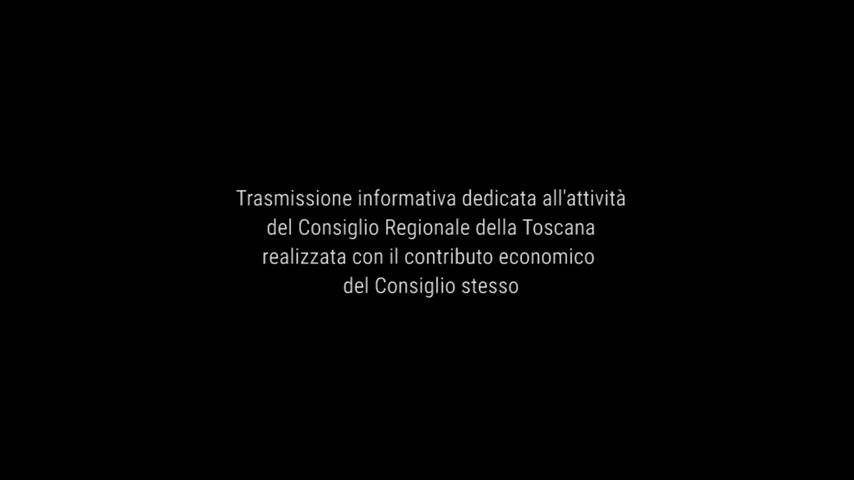 Trasmissione informativa dedicata all'attività
del Consiglio Regionale della Toscana
realizzata con il contributo economico
del Consiglio stesso